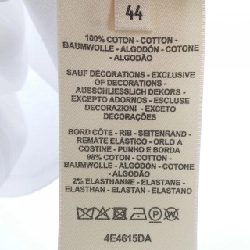 44
100% COTON - COTTON -
BAUMWOLLE - ALGODÓN - COTONE
- ALGODÃO
SAUF DECORATIONS - EXCLUSIVE
OF DECORATIONS -
AUSSCHLIESSLICH DEKORS -
EXCEPTO ADORNOS - ESCLUSE
DECORAZIONI - EXCETO
DECORAÇÕES
BORD CÔTES - RIB - SEITENRAND -
REMATE ELÁSTICO - ORLO A
COSTINE - PUNHO E BORDA
98% COTON - COTTON -
BAUMWOLLE - ALGODÓN - COTONE
- ALGODÃO
2% ELASTHANNE - ELASTANE -
ELASTHAN - ELASTAN - ELASTANO
4E4615DA